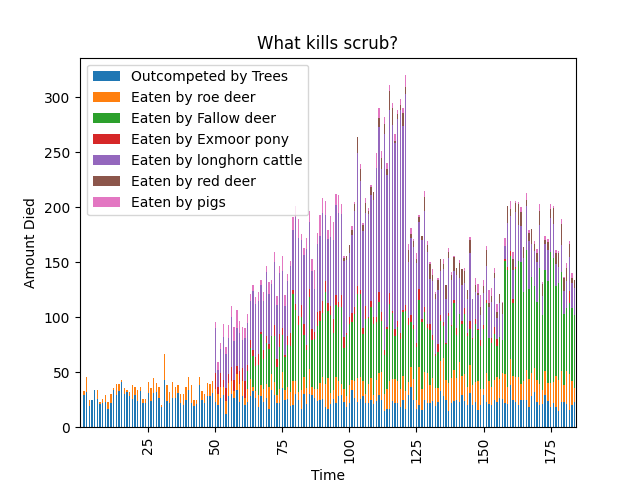 What kills scrub?
Outcompeted by Trees
Eaten by roe deer
Eaten by Fallow deer
Eaten by Exmoor pony
Eaten by longhorn cattle
Eaten by red deer
Eaten by pigs
Amount Died
300
250
200
150
100
50
0
25
50
75
100
125
150
175
Time